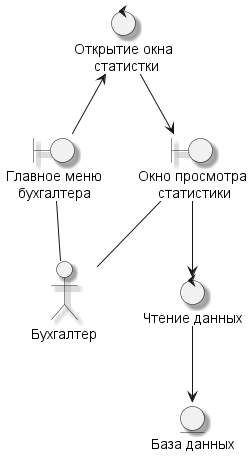 Открытие окна
статистки
Главное меню
бухгалтера
Окно просмотра
статистики
Бухгалтер
Чтение данных
База данных